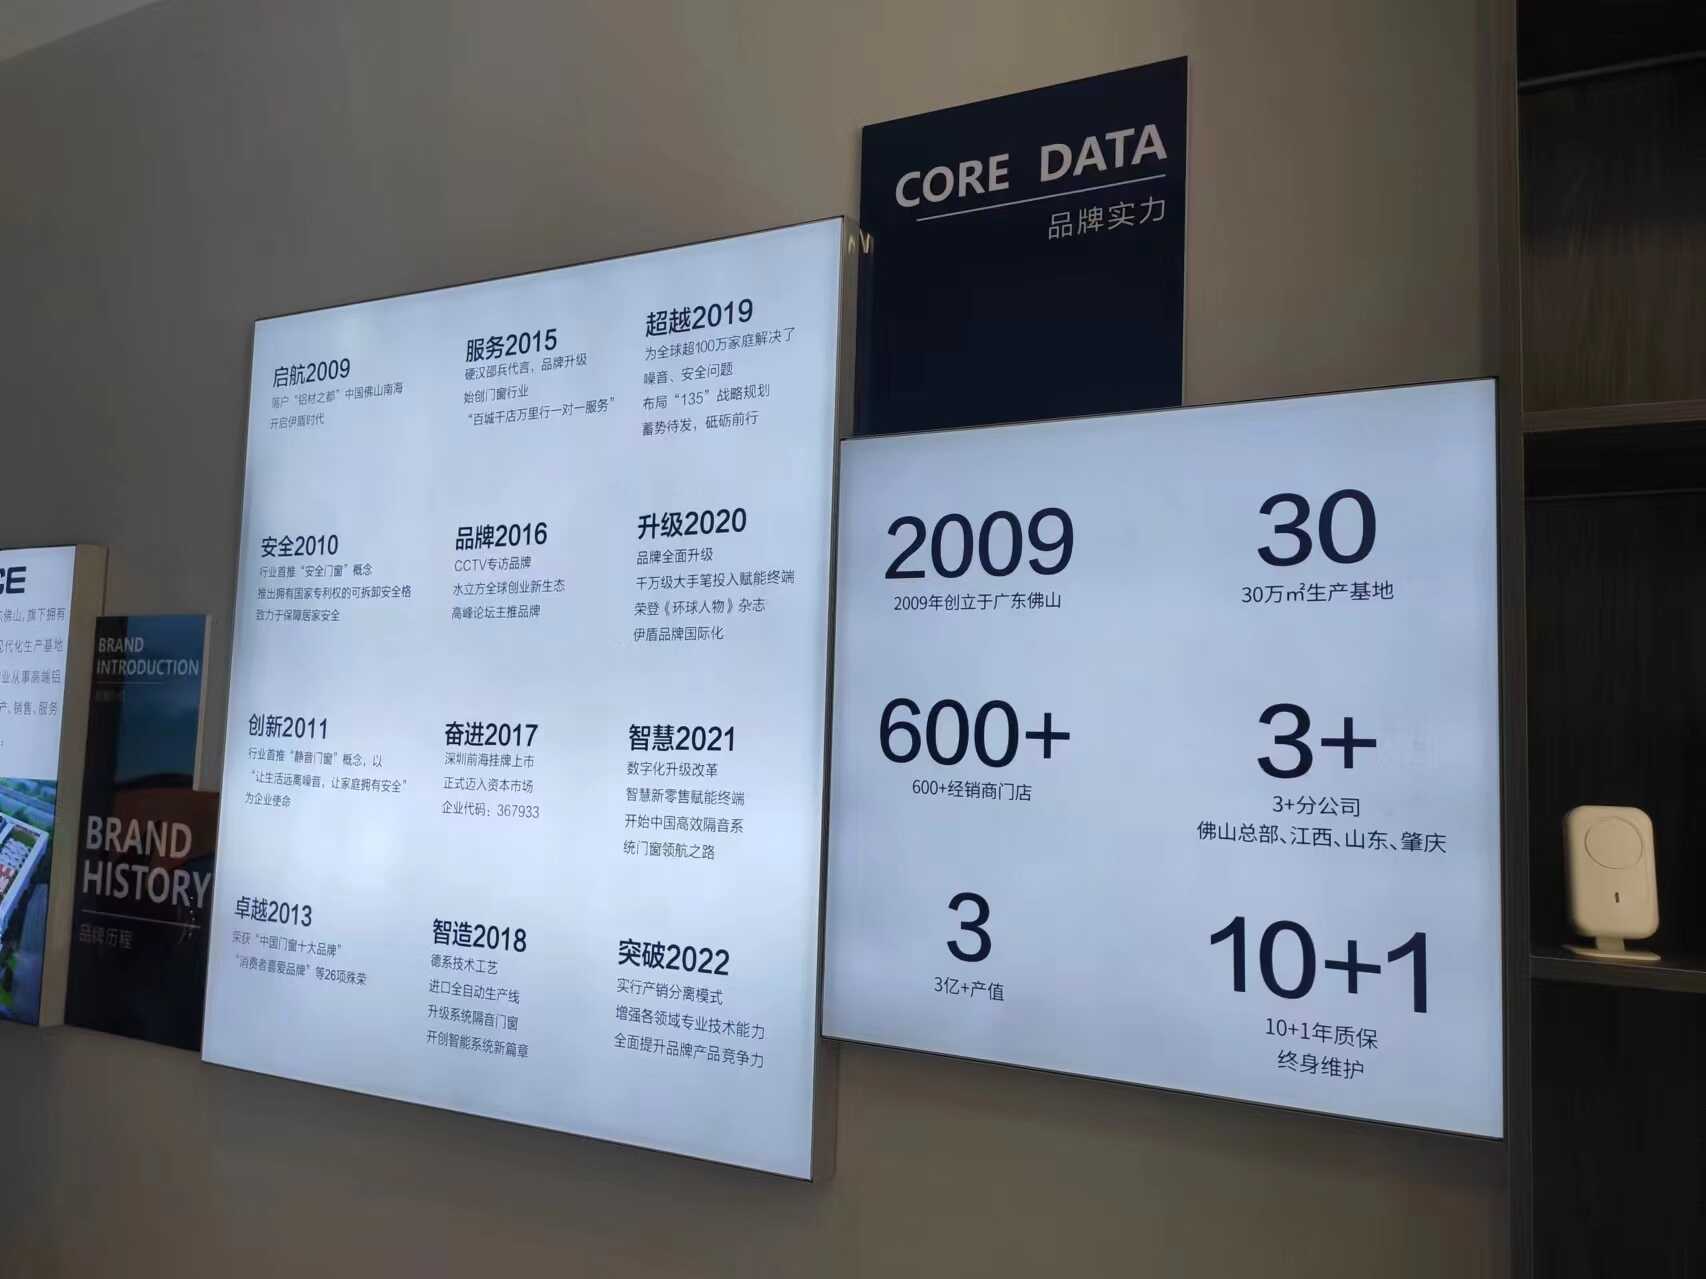 CE
东佛山,旗下拥有
现代化生产基地
业从事高端铝
产、销售、服务
BRAND
INTRODUCTION
BRAND
HISTORY
品牌历程
启航2009
落户“铝材之都”中国佛山南海
开启伊盾时代
安全2010
行业首推“安全门窗”概念
推出拥有国家专利权的可拆卸安全格
致力于保障居家安全
创新2011
行业首推“静音门窗”概念，以
“让生活远离噪音，让家庭拥有安全”
为企业使命
卓越2013
荣获“中国门窗十大品牌”
“消费者喜爱品牌”等26项殊荣
服务2015
硬汉邵兵代言，品牌升级
始创门窗行业
“百城千店万里行一对一服务”
品牌2016
CCTV专访品牌
水立方全球创业新生态
高峰论坛主推品牌
奋进2017
深圳前海挂牌上市
正式迈入资本市场
企业代码：367933
智造2018
德系技术工艺
进口全自动生产线
升级系统隔音门窗
开创智能系统新篇章
超越2019
为全球超100万家庭解决了
噪音、安全问题
布局“135”战略规划
蓄势待发，砥砺前行
升级2020
品牌全面升级
千万级大手笔投入赋能终端
荣登《环球人物》杂志
伊盾品牌国际化
智慧2021
数字化升级改革
智慧新零售赋能终端
开始中国高效隔音系
统门窗领航之路
突破2022
实行产销分离模式
增强各领域专业技术能力
全面提升品牌产品竞争力
CORE DATA
品牌实力
2009
2009年创立于广东佛山
30
30万㎡生产基地
600+
600+经销商门店
3+
3+分公司
佛山总部、江西、山东、肇庆
3
3亿+产值
10+1
10+1年质保
终身维护